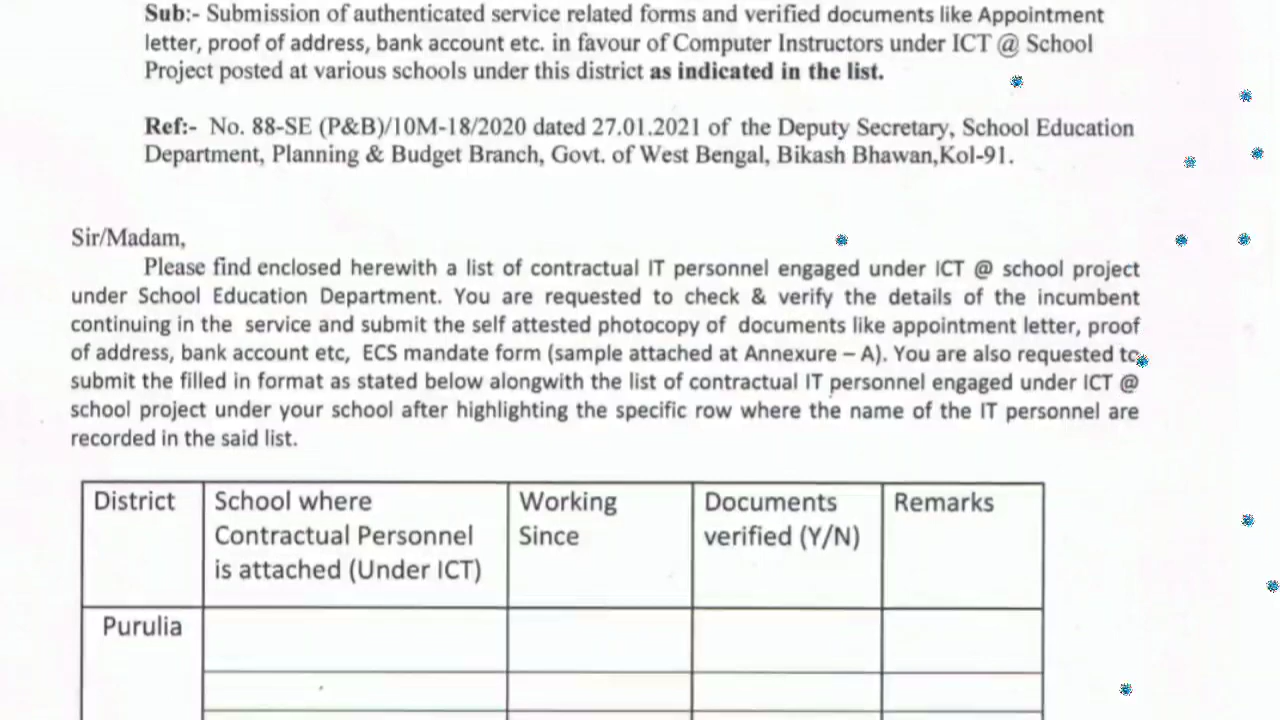 Sub:- Submission of authenticated service related forms and verified documents like Appointment
letter, proof of address, bank account etc. in favour of Computer Instructors under ICT @ School
Project posted at various schools under this district as indicated in the list.
Ref:- No. 88-SE (P&B)/10M-18/2020 dated 27.01.2021 of the Deputy Secretary, School Education
Department, Planning & Budget Branch, Govt. of West Bengal, Bikash Bhawan,Kol-91.
Sir/Madam,
Please find enclosed herewith a list of contractual IT personnel engaged under ICT @ school project
under School Education Department. You are requested to check & verify the details of the incumbent
continuing in the service and submit the self attested photocopy of documents like appointment letter, proof
of address, bank account etc, ECS mandate form (sample attached at Annexure – A). You are also requested to
submit the filled in format as stated below alongwith the list of contractual IT personnel engaged under ICT @
school project under your school after highlighting the specific row where the name of the IT personnel are
recorded in the said list.
District School where Working Documents Remarks
Contractual Personnel Since verified (Y/N)
is attached (Under ICT)
Purulia